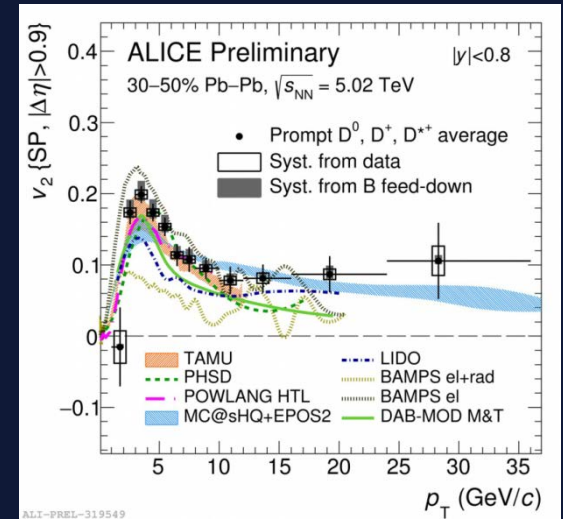 ALICE Preliminary
|y|<0.8
30–50% Pb–Pb, √sNN = 5.02 TeV
Prompt D⁰, D⁺, D*⁺ average
Syst. from data
Syst. from B feed-down
v₂ {SP, |Δη|>0.9}
0.4
0.3
0.2
0.1
0
−0.1
TAMU
PHSD
POWLANG HTL
MC@sHQ+EPOS2
LIDO
BAMPS el+rad
BAMPS el
DAB-MOD M&T
5 10 15 20 25 30 35
pT (GeV/c)
ALI-PREL-319549